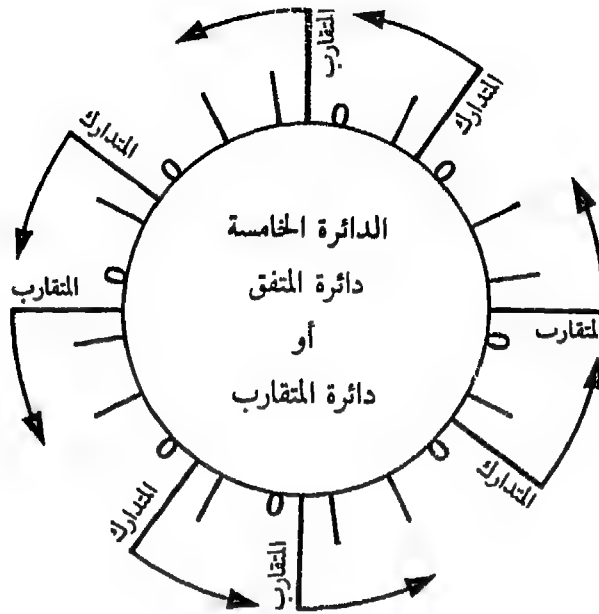 المتقارب
المتدارك
المتدارك
الدائرة الخامسة
دائرة المتفق
أو
دائرة المتقارب
المتقارب
المتقارب
المتدارك
المتدارك
المتقارب